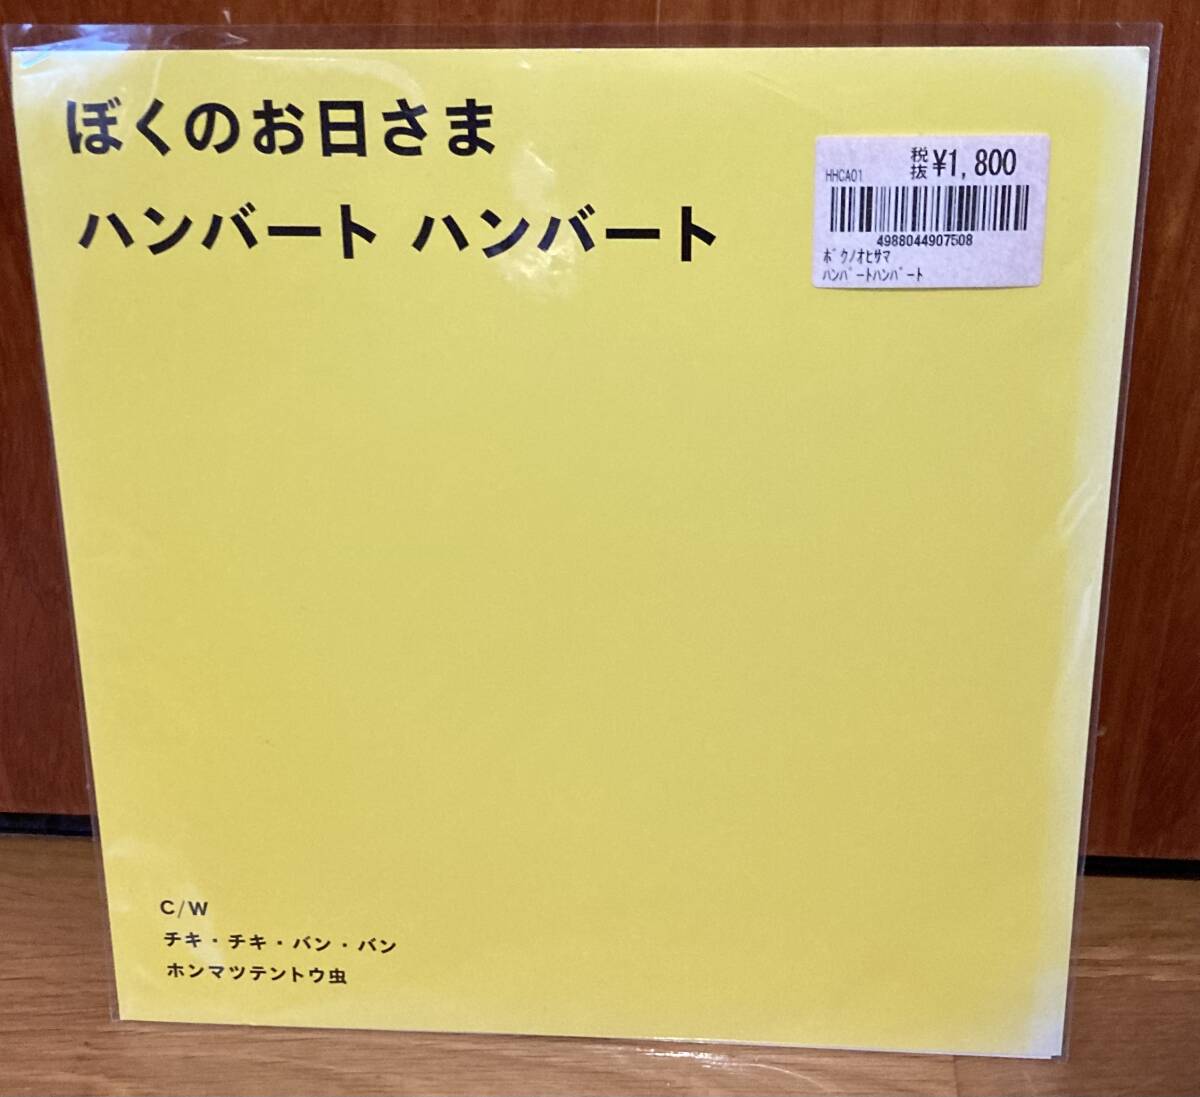 ぼくのお日さま
ハンバート ハンバート
HHCA01 税抜 ¥1,800
4988044907508
ﾎﾞｸﾉｵﾋｻﾏ
ﾊﾝﾊﾞｰﾄﾊﾝﾊﾞｰﾄ
C/W
チキ・チキ・バン・バン
ホンマツテントウ虫